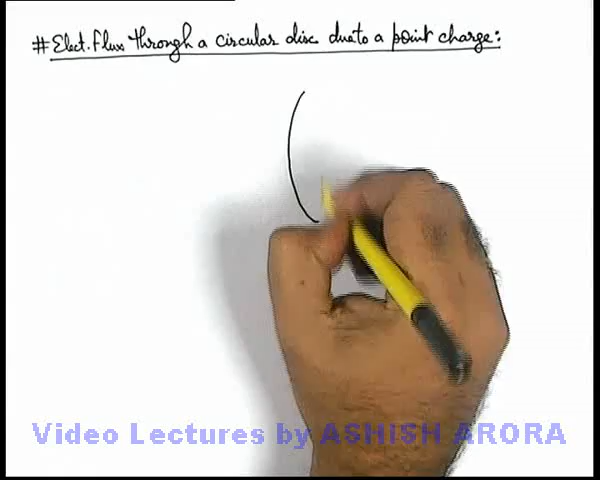 # Elect. Flux through a circular disc due to a point charge:
Video Lectures by ASHISH ARORA